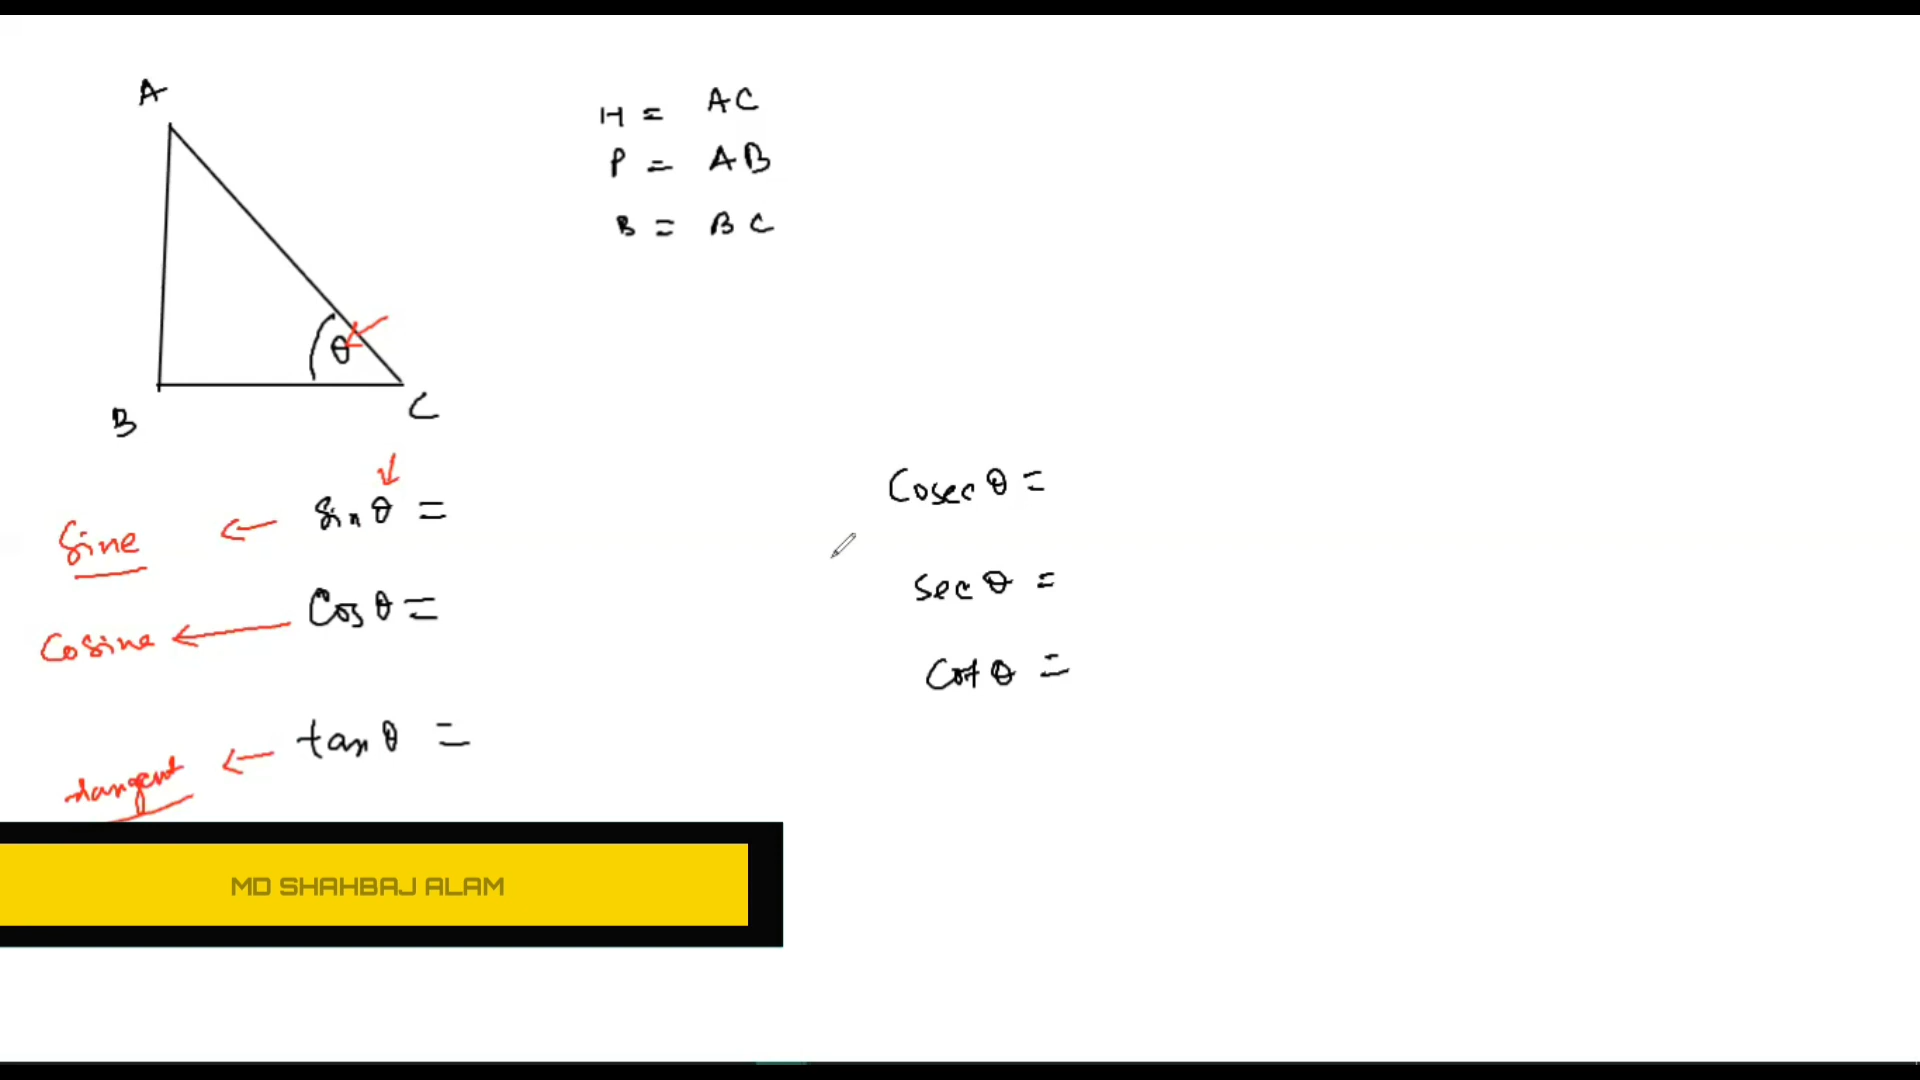 A
H = AC
P = AB
B = BC
θ
B
C
sin θ =
Sine
Cos θ =
Cosine
tan θ =
tangent
Cosec θ =
sec θ =
Cot θ =
MD SHAHBAJ ALAM